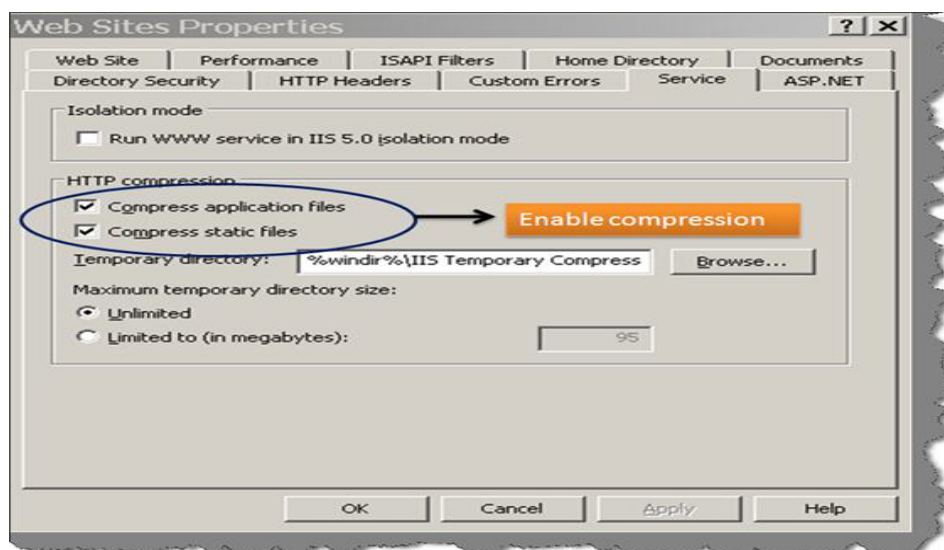 Web Sites Properties
Web Site Performance ISAPI Filters Home Directory Documents
Directory Security HTTP Headers Custom Errors Service ASP.NET
Isolation mode
Run WWW service in IIS 5.0 isolation mode
HTTP compression
Compress application files
Enable compression
Compress static files
Temporary directory: %windir%\IIS Temporary Compress Browse...
Maximum temporary directory size:
Unlimited
Limited to (in megabytes): 95
OK Cancel Apply Help